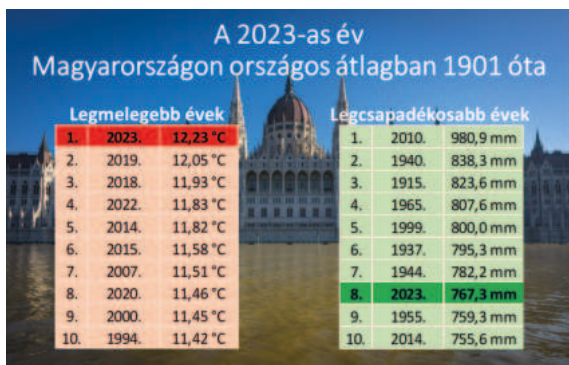 A 2023-as év
Magyarországon országos átlagban 1901 óta
Legmelegebb évek
1. 2023. 12,23 °C
2. 2019. 12,05 °C
3. 2018. 11,93 °C
4. 2022. 11,83 °C
5. 2014. 11,82 °C
6. 2015. 11,58 °C
7. 2007. 11,51 °C
8. 2020. 11,46 °C
9. 2000. 11,45 °C
10. 1994. 11,42 °C
Legcsapadékosabb évek
1. 2010. 980,9 mm
2. 1940. 838,3 mm
3. 1915. 823,6 mm
4. 1965. 807,6 mm
5. 1999. 800,0 mm
6. 1937. 795,3 mm
7. 1944. 782,2 mm
8. 2023. 767,3 mm
9. 1955. 759,3 mm
10. 2014. 755,6 mm